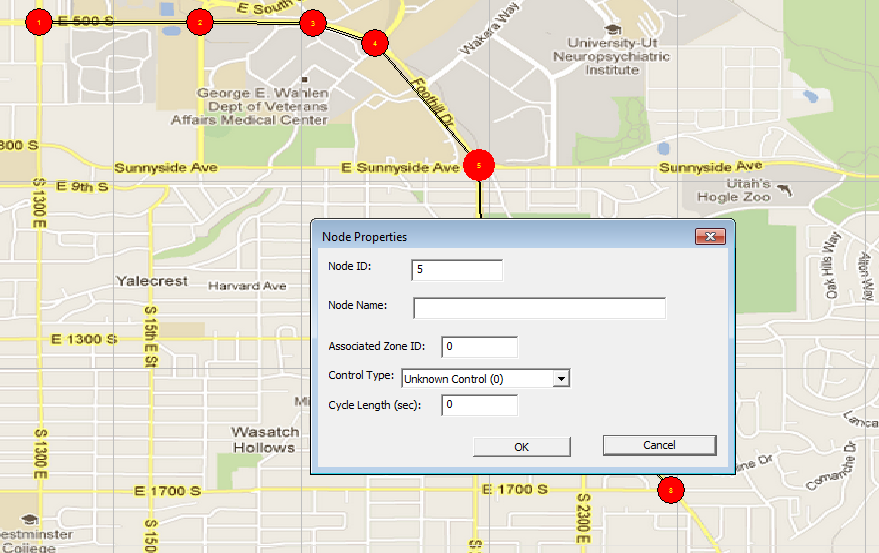 E South
1
E 500 S
2
3
4
Wakara Way
University-Ut
Neuropsychiatric
Institute
George E. Wahlen
Dept of Veterans
Affairs Medical Center
Foothill Dr
800 S
Sunnyside Ave
E Sunnyside Ave
5
Sunnyside Ave
E 9th S
S 1300 E
Utah's
Hogle Zoo
Node Properties
Node ID:
5
Node Name:
Associated Zone ID:
0
Control Type:
Unknown Control (0)
Cycle Length (sec):
0
OK
Cancel
Oak Hills Way
Yalecrest
Harvard Ave
S 15th E St
E 1300 S
Wasatch
Hollows
S 1300 E
Comanche Dr
E 1700 S
E 1700 S
S 2300 E
estminster
College
S 150